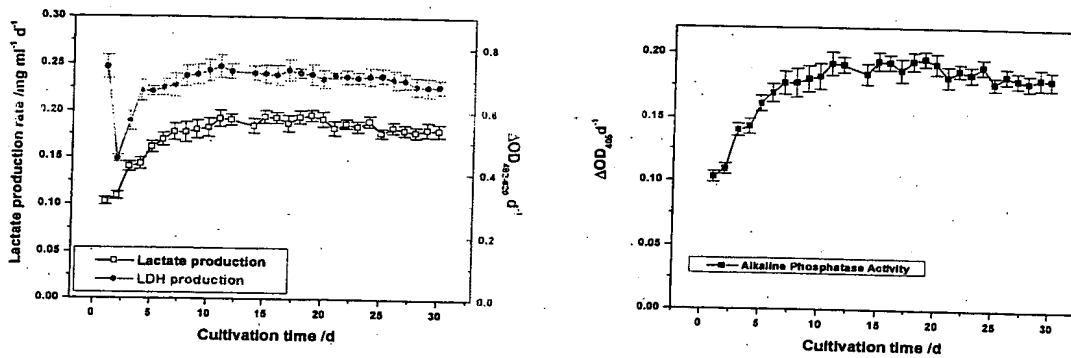 Lactate production rate /mg ml⁻¹ d⁻¹
0.30
0.25
0.20
0.15
0.10
0.05
0.00
0.8
0.6
0.4
0.2
0.0
ΔOD d⁻¹
Lactate production
LDH production
0 5 10 15 20 25 30
Cultivation time /d
ΔOD₄₀₅d⁻¹
0.20
0.15
0.10
0.05
0.00
Alkaline Phosphatase Activity
0 5 10 15 20 25 30
Cultivation time /d